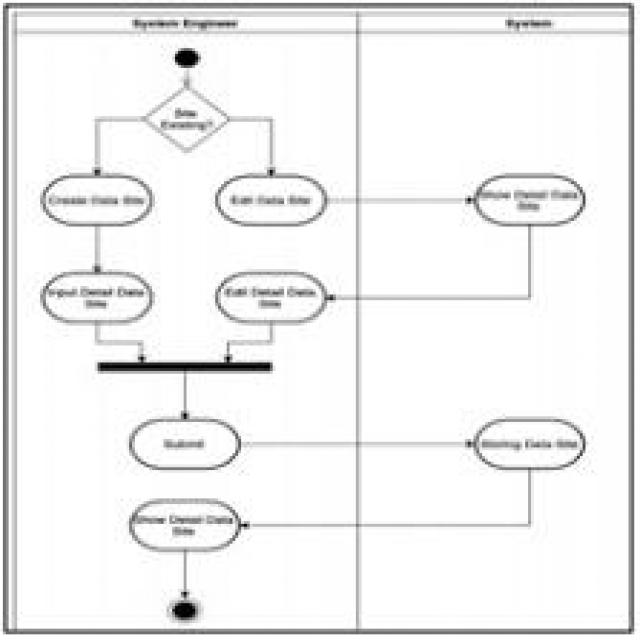 System Engineer
System
Site
Existing?
Create Data Site
Edit Data Site
Show Detail Data
Site
Input Detail Data
Site
Edit Detail Data
Site
Submit
Storing Data Site
Show Detail Data
Site